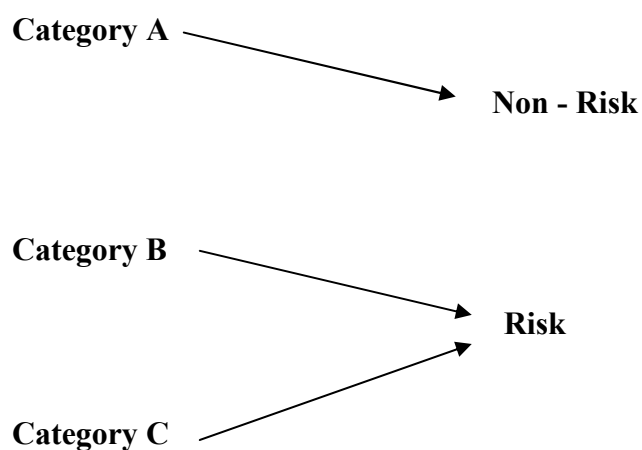 Category A
Non - Risk
Category B
Risk
Category C